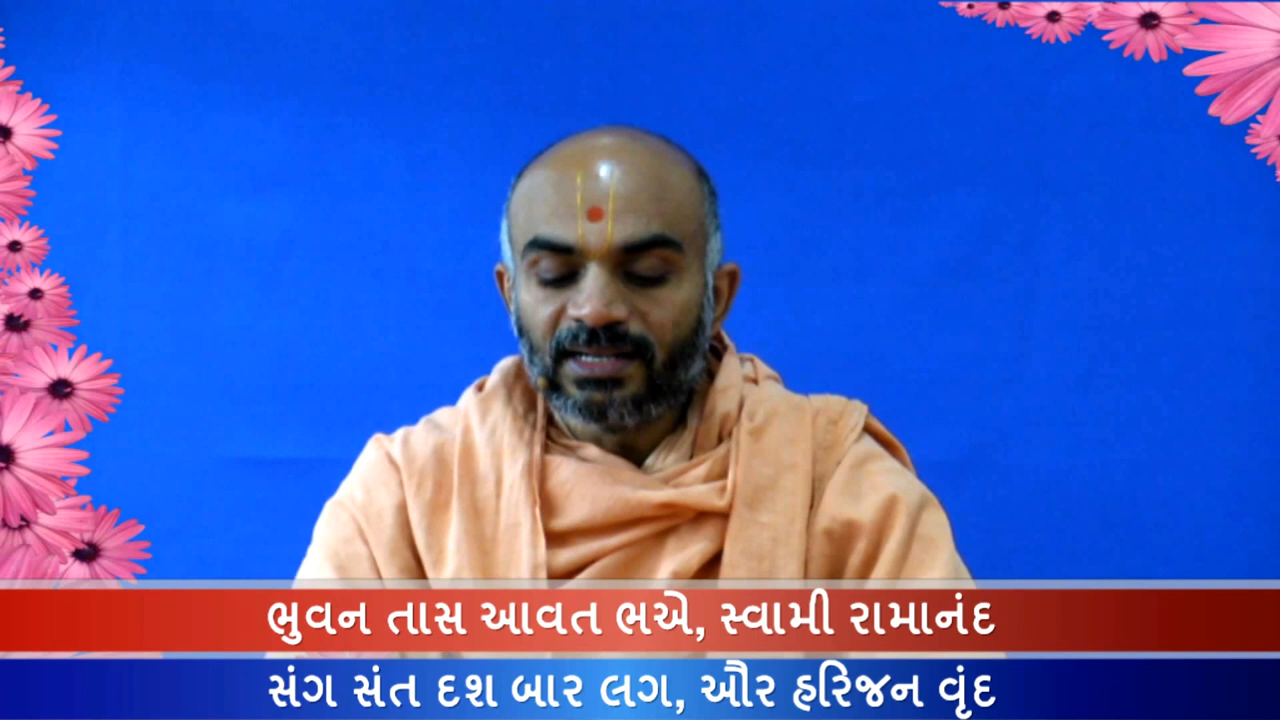 ભુવન તાસ આવત ભએ, સ્વામી રામાનંદ
સંગ સંત દશ બાર લગ, ઔર હરિજન વૃંદ